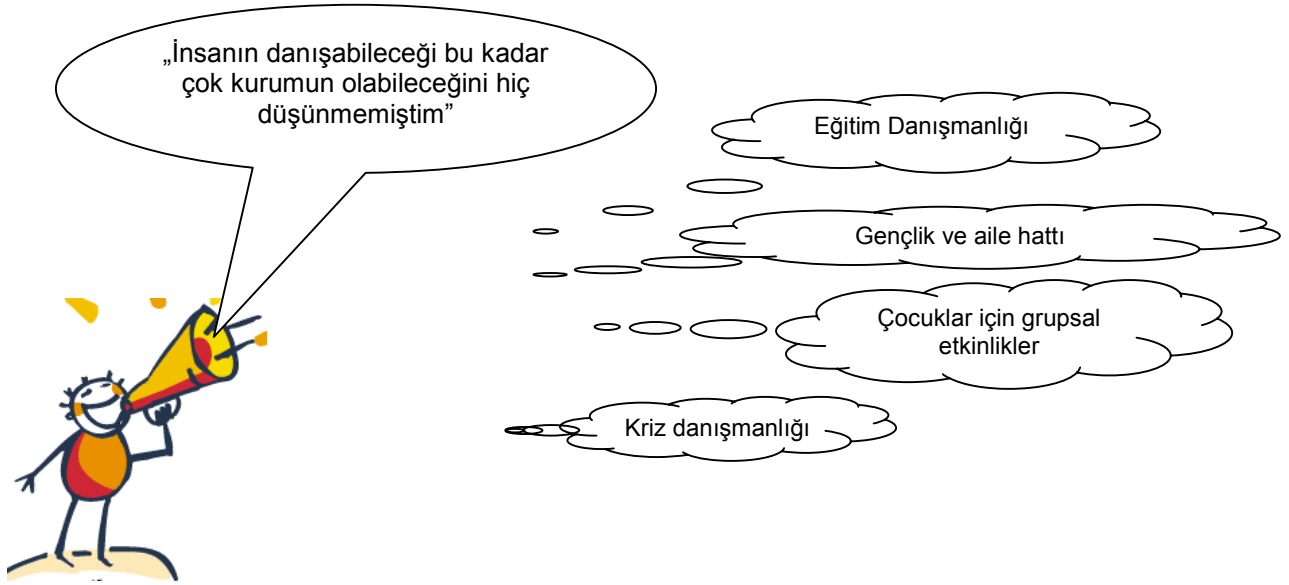 „İnsanın danışabileceği bu kadar
çok kurumun olabileceğini hiç
düşünmemiştim”
Eğitim Danışmanlığı
Gençlik ve aile hattı
Çocuklar için grupsal
etkinlikler
Kriz danışmanlığı